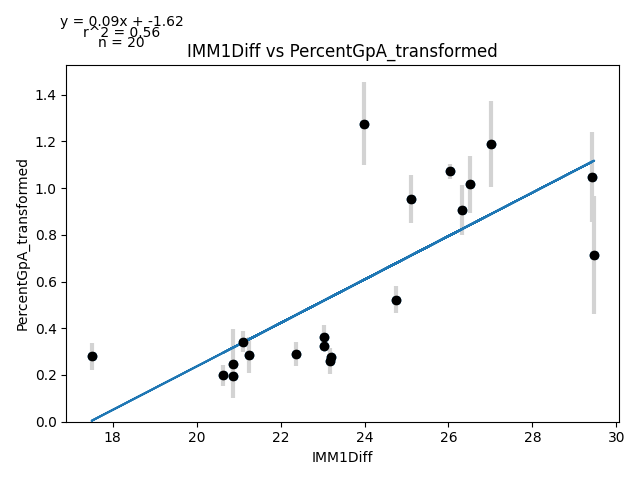 y = 0.09x + -1.62
r^2 = 0.56
n = 20
IMM1Diff vs PercentGpA_transformed
PercentGpA_transformed
1.4
1.2
1.0
0.8
0.6
0.4
0.2
0.0
18 20 22 24 26 28 30
IMM1Diff